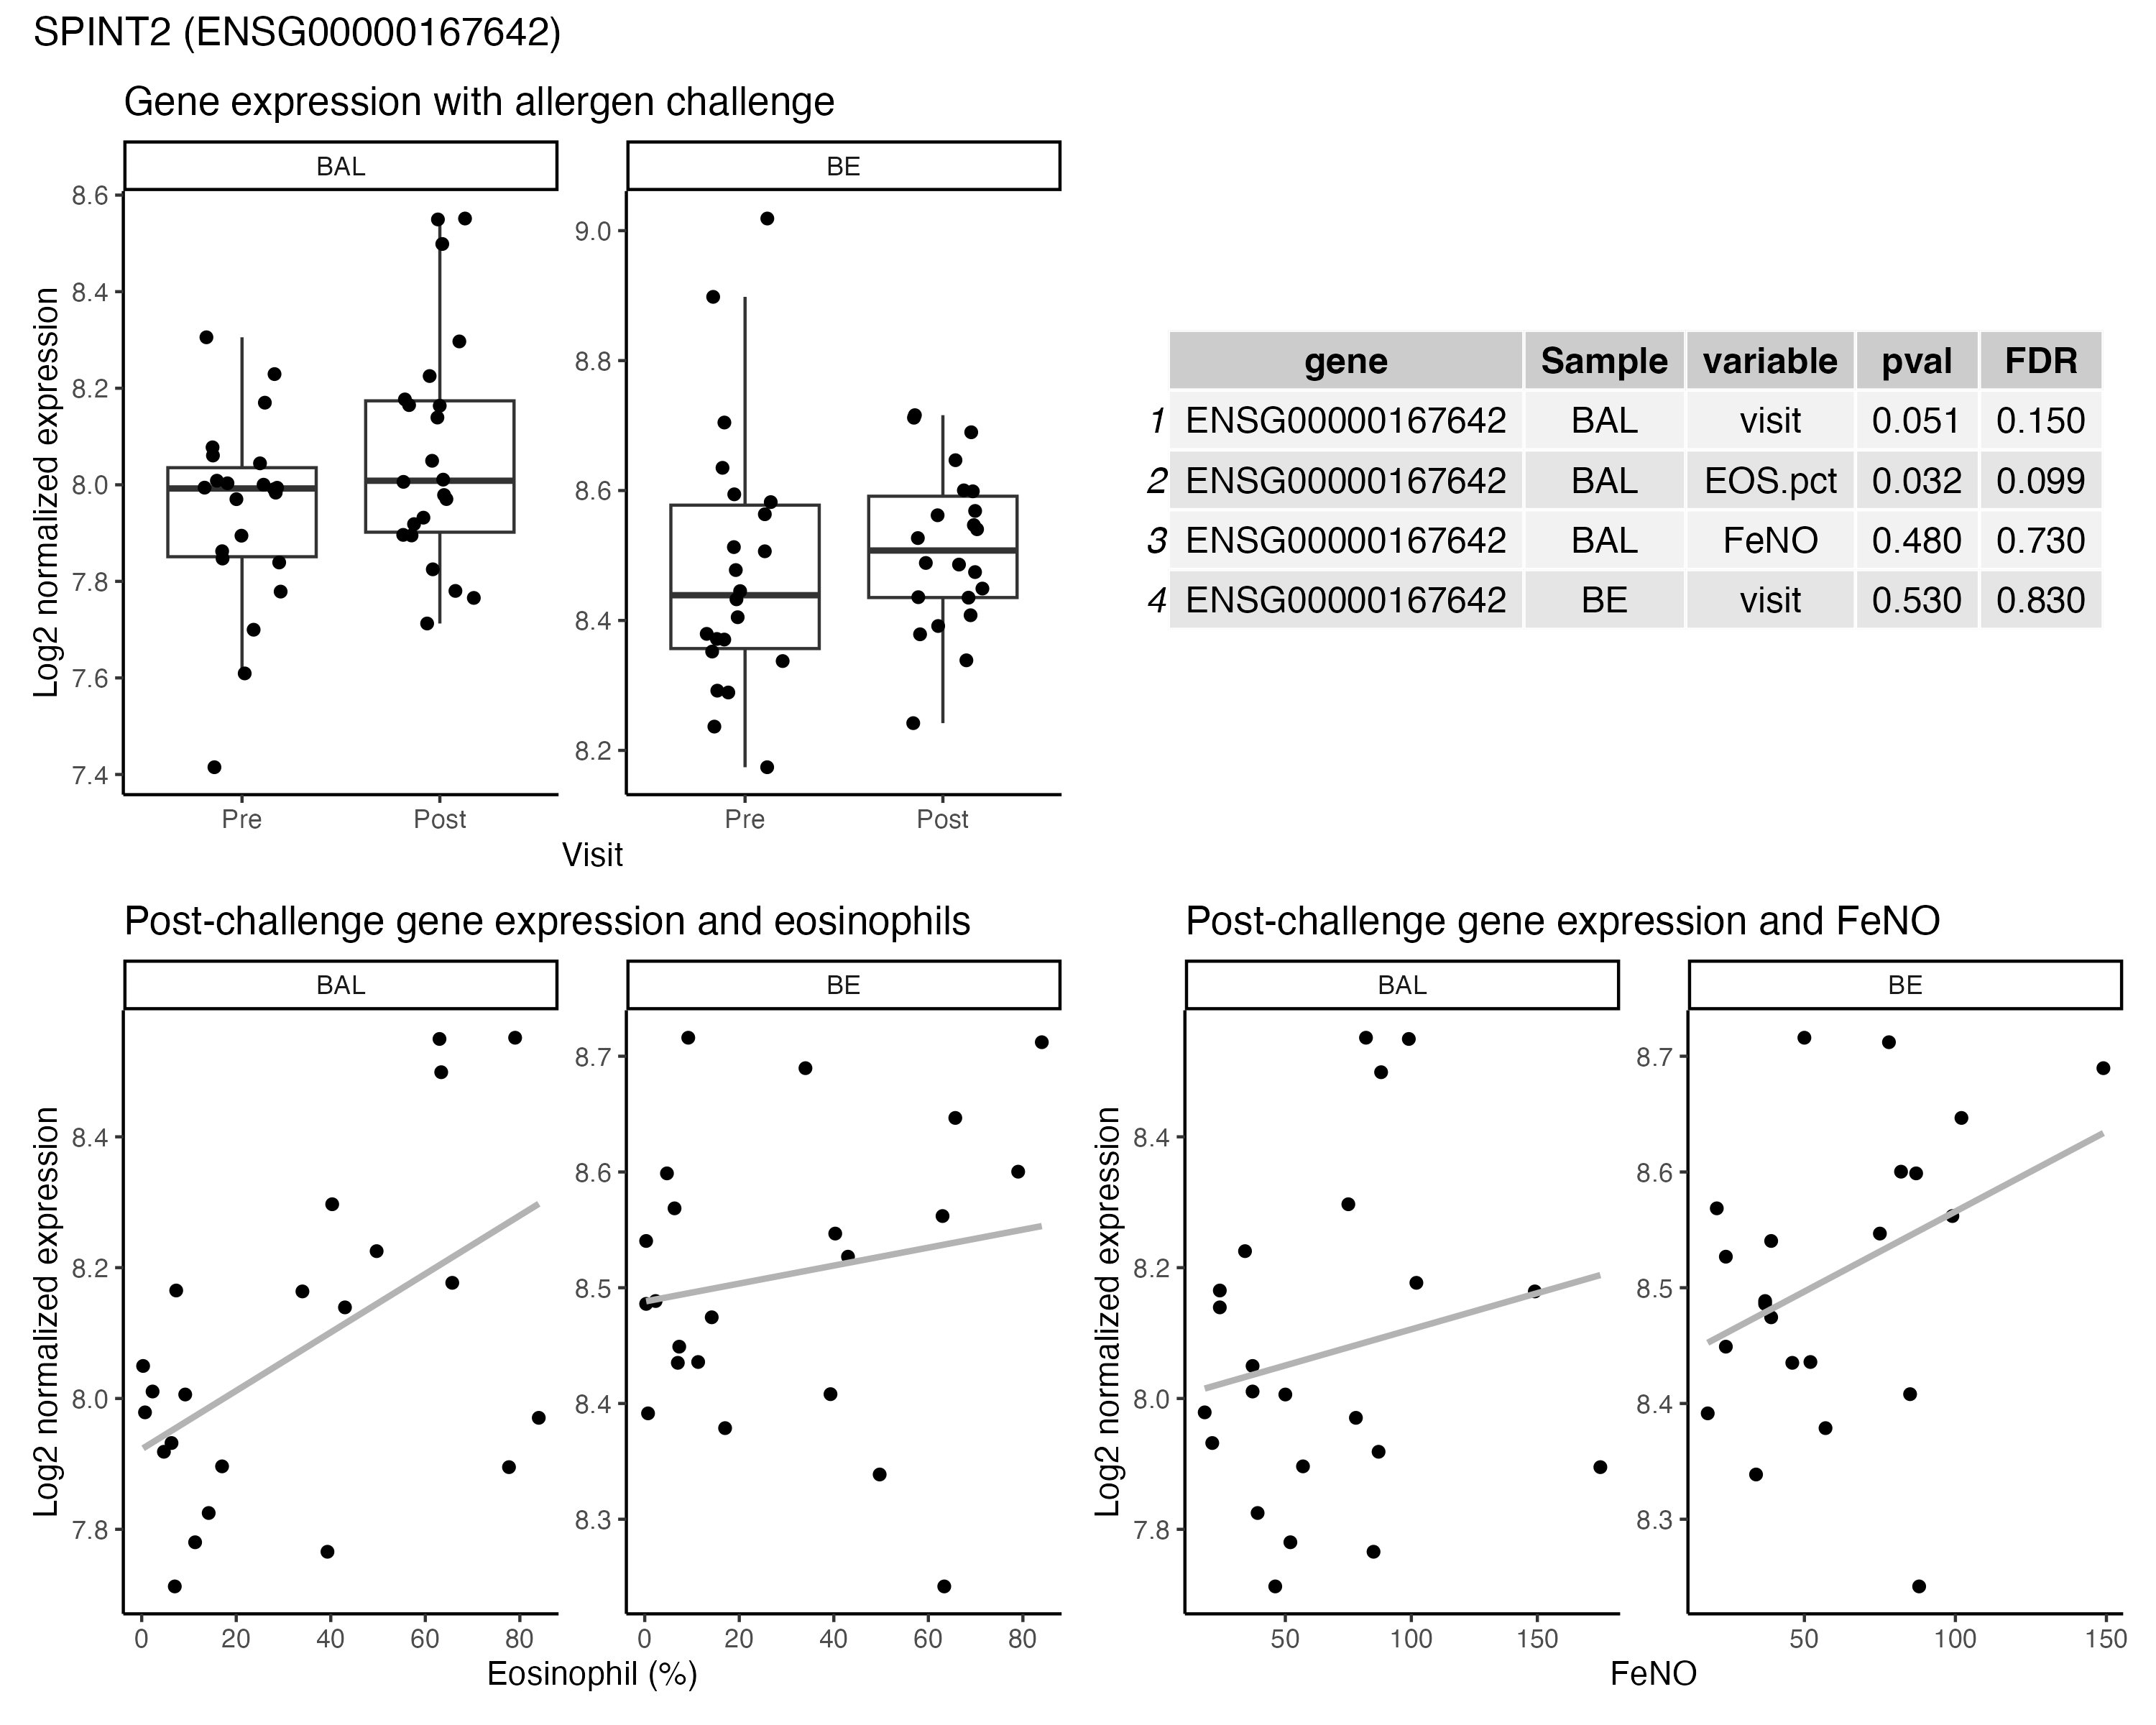 SPINT2 (ENSG00000167642)
Gene expression with allergen challenge
BAL
BE
Log2 normalized expression
8.6
8.4
8.2
8.0
7.8
7.6
7.4
9.0
8.8
8.6
8.4
8.2
Pre
Post
Pre
Post
Visit
gene Sample variable pval FDR
1 ENSG00000167642 BAL visit 0.051 0.150
2 ENSG00000167642 BAL EOS.pct 0.032 0.099
3 ENSG00000167642 BAL FeNO 0.480 0.730
4 ENSG00000167642 BE visit 0.530 0.830
Post-challenge gene expression and eosinophils
BAL
BE
Log2 normalized expression
8.4
8.2
8.0
7.8
8.7
8.6
8.5
8.4
8.3
0 20 40 60 80
0 20 40 60 80
Eosinophil (%)
Post-challenge gene expression and FeNO
BAL
BE
Log2 normalized expression
8.4
8.2
8.0
7.8
8.7
8.6
8.5
8.4
8.3
50 100 150
50 100 150
FeNO